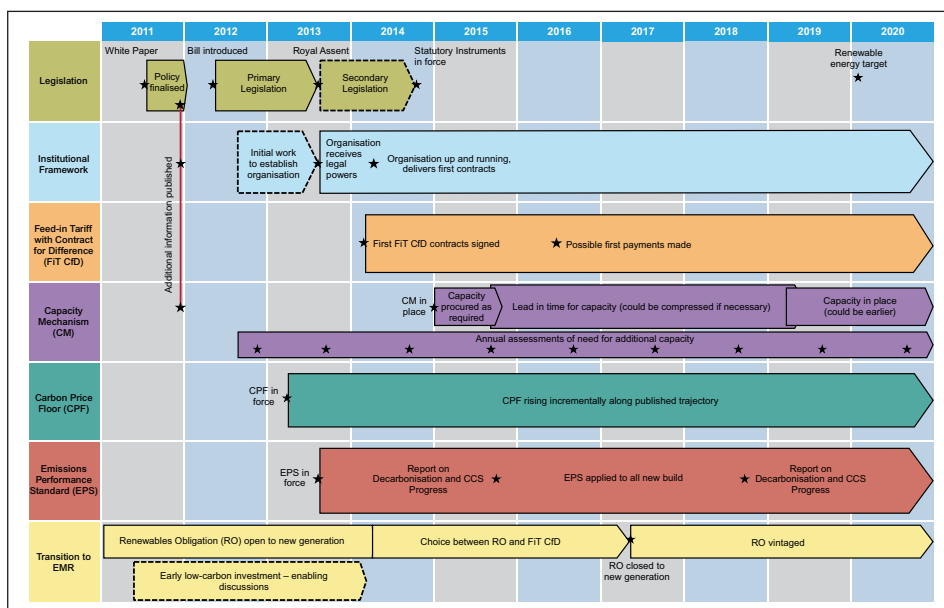 2011 2012 2013 2014 2015 2016 2017 2018 2019 2020
Legislation
White Paper
Policy
finalised
Bill introduced
Primary
Legislation
Royal Assent
Secondary
Legislation
Statutory Instruments
in force
Renewable
energy target
Additional information published
Institutional
Framework
Initial work
to establish
organisation
Organisation
receives
legal
powers
Organisation up and running,
delivers first contracts
Feed-in Tariff
with Contract
for Difference
(FiT CfD)
First FiT CfD contracts signed
Possible first payments made
Capacity
Mechanism
(CM)
CM in
place
Capacity
procured as
required
Lead in time for capacity (could be compressed if necessary)
Capacity in place
(could be earlier)
Annual assessments of need for additional capacity
Carbon Price
Floor (CPF)
CPF in
force
CPF rising incrementally along published trajectory
Emissions
Performance
Standard (EPS)
EPS in
force
Report on
Decarbonisation and CCS
Progress
EPS applied to all new build
Report on
Decarbonisation and CCS
Progress
Transition to
EMR
Renewables Obligation (RO) open to new generation
Choice between RO and FiT CfD
RO vintaged
RO closed to
new generation
Early low-carbon investment – enabling
discussions